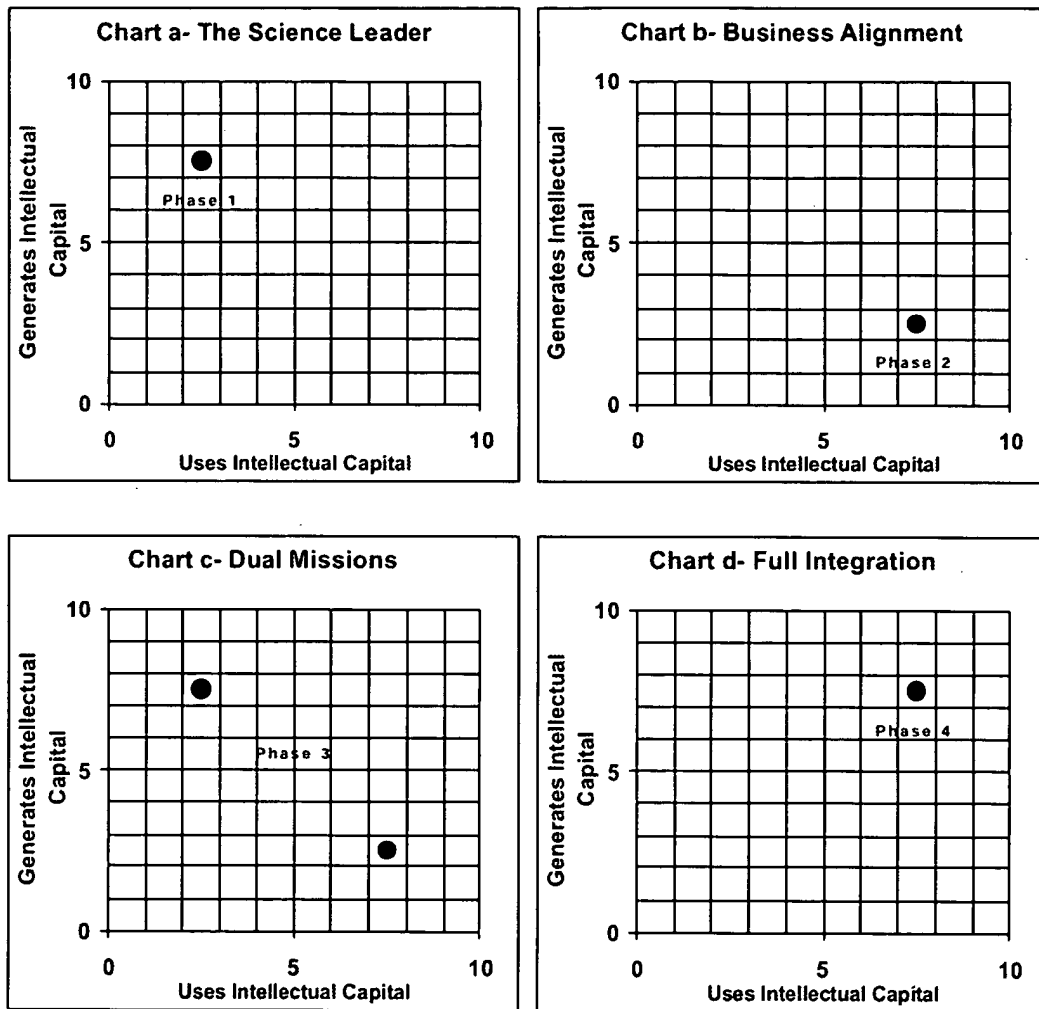 Chart a- The Science Leader
10
5
0
Generates Intellectual
Capital
Phase 1
0 5 10
Uses Intellectual Capital
Chart b- Business Alignment
10
5
0
Generates Intellectual
Capital
Phase 2
0 5 10
Uses Intellectual Capital
Chart c- Dual Missions
10
5
0
Generates Intellectual
Capital
Phase 3
0 5 10
Uses Intellectual Capital
Chart d- Full Integration
10
5
0
Generates Intellectual
Capital
Phase 4
0 5 10
Uses Intellectual Capital